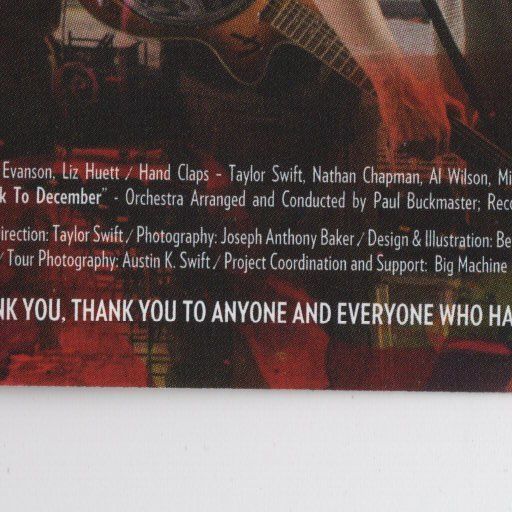 Evanson, Liz Huett / Hand Claps - Taylor Swift, Nathan Chapman, Al Wilson, Mi
k To December" - Orchestra Arranged and Conducted by Paul Buckmaster; Reco
irection: Taylor Swift / Photography: Joseph Anthony Baker / Design & Illustration: Be
/ Tour Photography: Austin K. Swift / Project Coordination and Support: Big Machine
NK YOU, THANK YOU TO ANYONE AND EVERYONE WHO HA